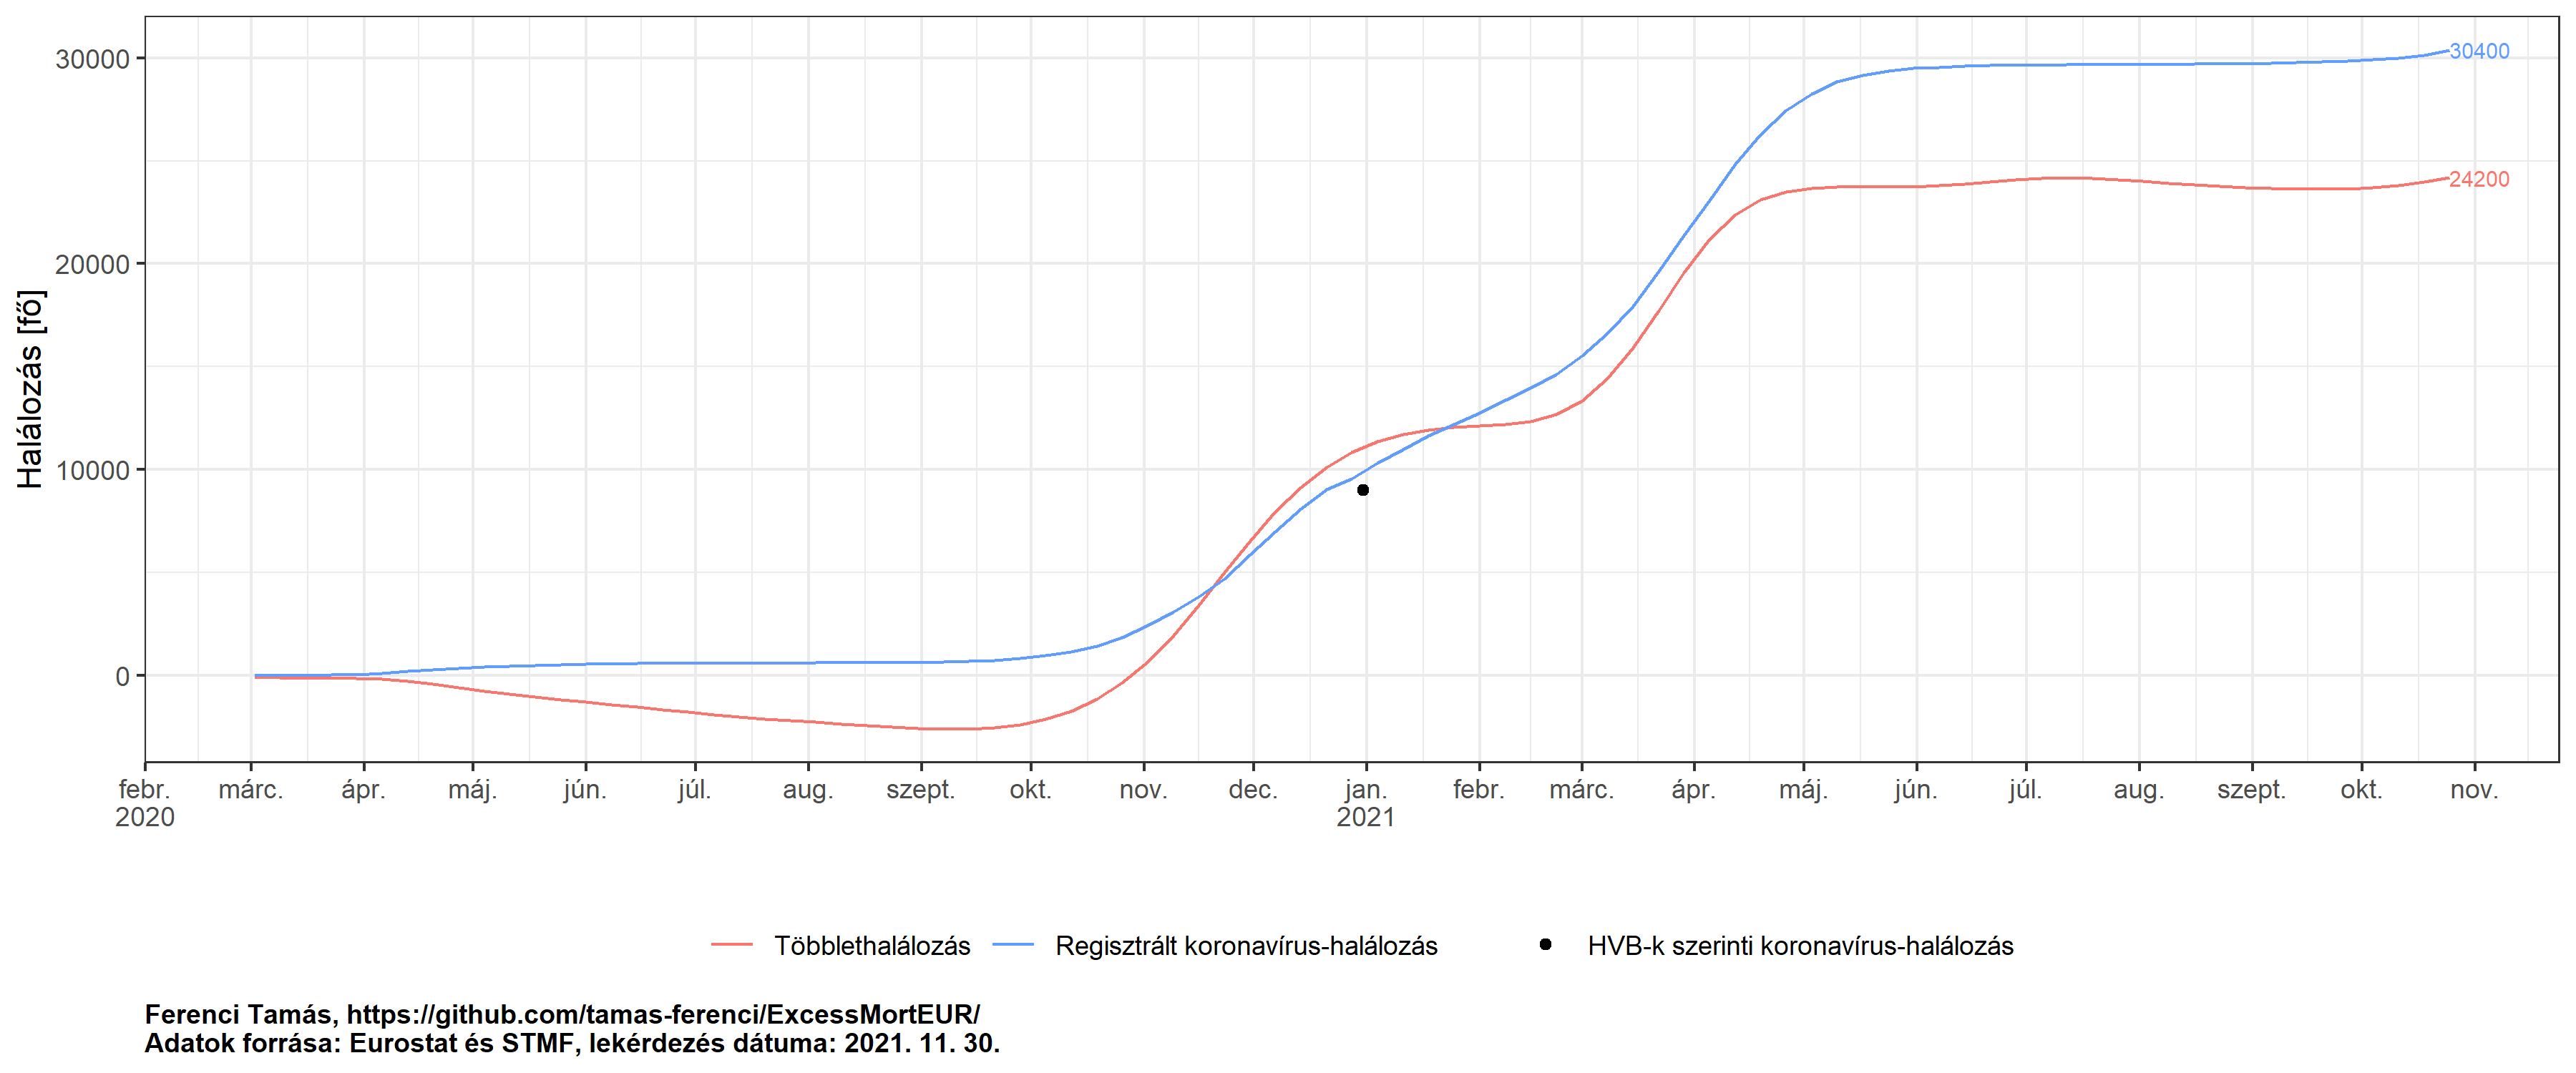 30000
20000
10000
0
Halálozás [fő]
30400
24200
febr. márc. ápr. máj. jún. júl. aug. szept. okt. nov. dec. jan. febr. márc. ápr. máj. jún. júl. aug. szept. okt. nov.
2020 2021
Többlethalálozás Regisztrált koronavírus-halálozás HVB-k szerinti koronavírus-halálozás
Ferenci Tamás, https://github.com/tamas-ferenci/ExcessMortEUR/
Adatok forrása: Eurostat és STMF, lekérdezés dátuma: 2021. 11. 30.